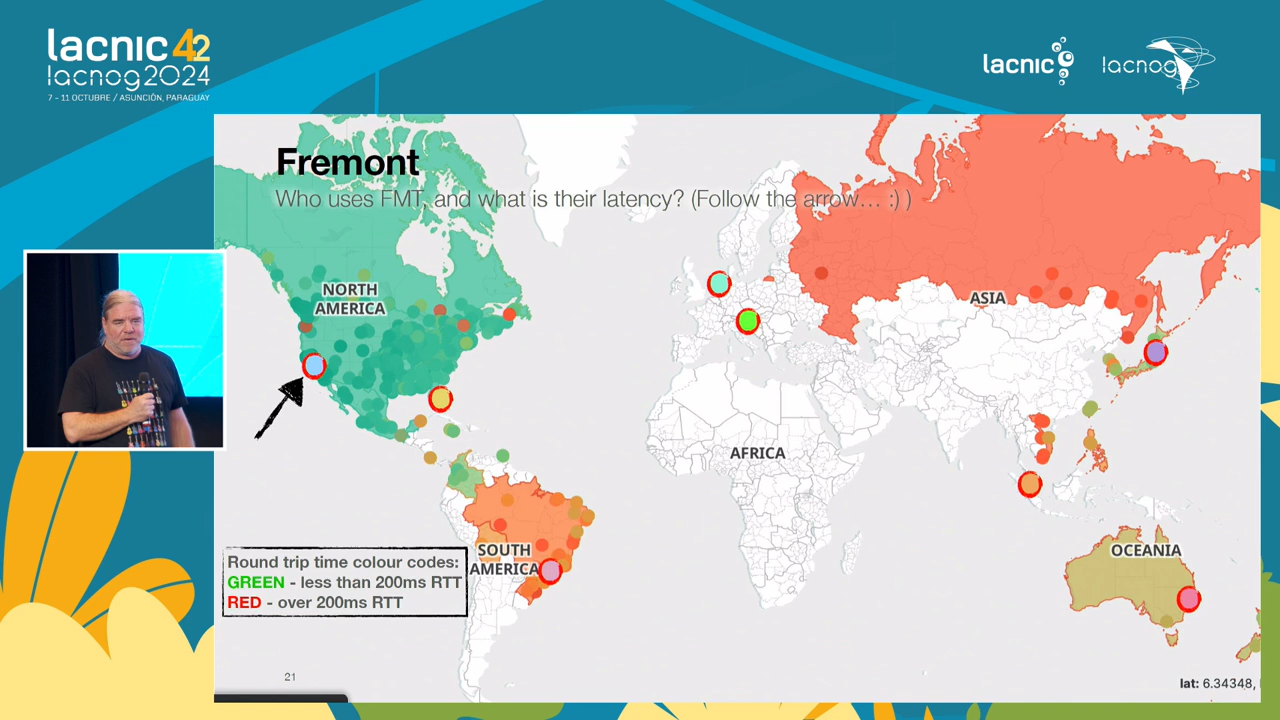 lacnic 42
lacnog2024
7 - 11 OCTUBRE / ASUNCIÓN, PARAGUAY
lacnic
lacnog
Fremont
Who uses FMT, and what is their latency? (Follow the arrow... :) )
NORTH
AMERICA
ASIA
AFRICA
SOUTH
AMERICA
OCEANIA
Round trip time colour codes:
GREEN - less than 200ms RTT
RED - over 200ms RTT
21
lat: 6.34348,